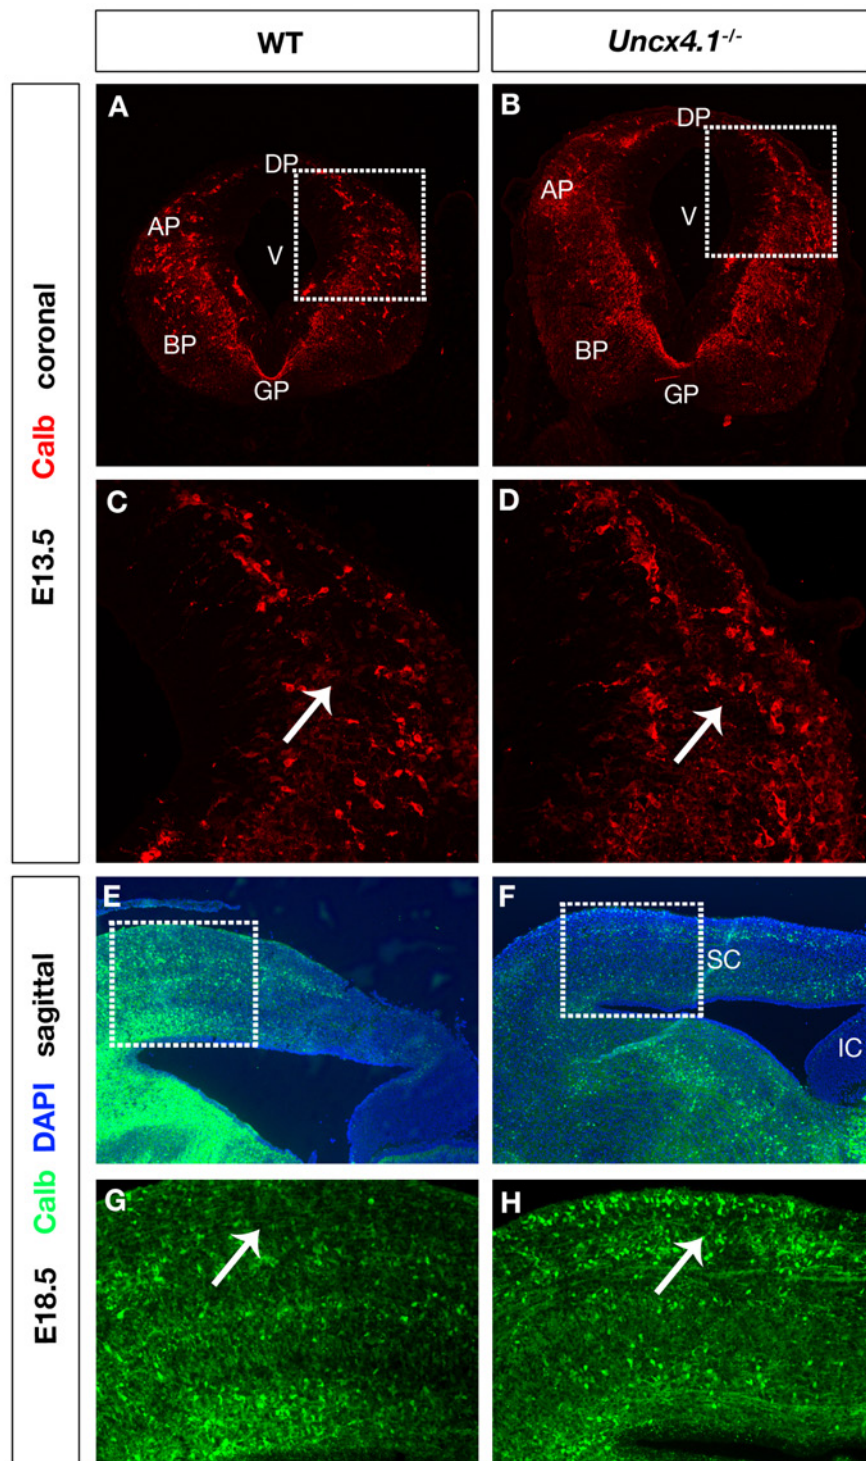 WT
Uncx4.1-/-
E13.5 Calb coronal
A
DP
AP
V
BP
GP
B
DP
AP
V
BP
GP
C
D
E18.5 Calb DAPI sagittal
E
F
SC
IC
G
H